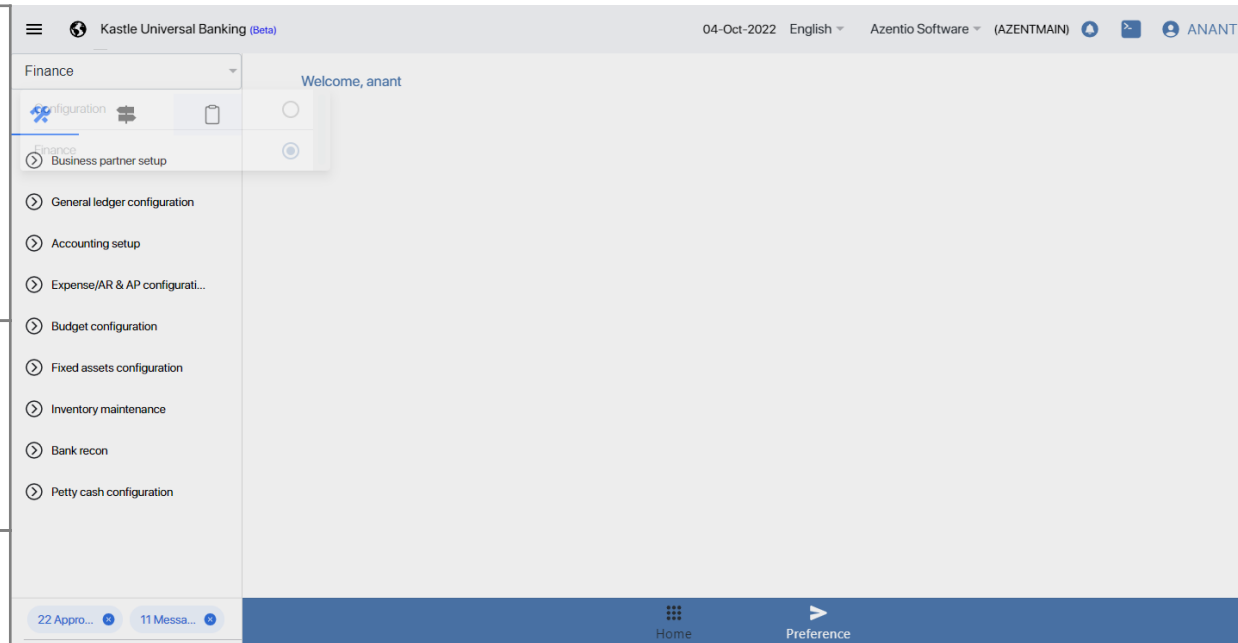 Kastle Universal Banking (Beta)
04-Oct-2022 English Azentio Software (AZENTMAIN) ANANT
Finance
Welcome, anant
Configuration
Finance
Business partner setup
General ledger configuration
Accounting setup
Expense/AR & AP configurati...
Budget configuration
Fixed assets configuration
Inventory maintenance
Bank recon
Petty cash configuration
22 Appro... 11 Messa...
Home Preference